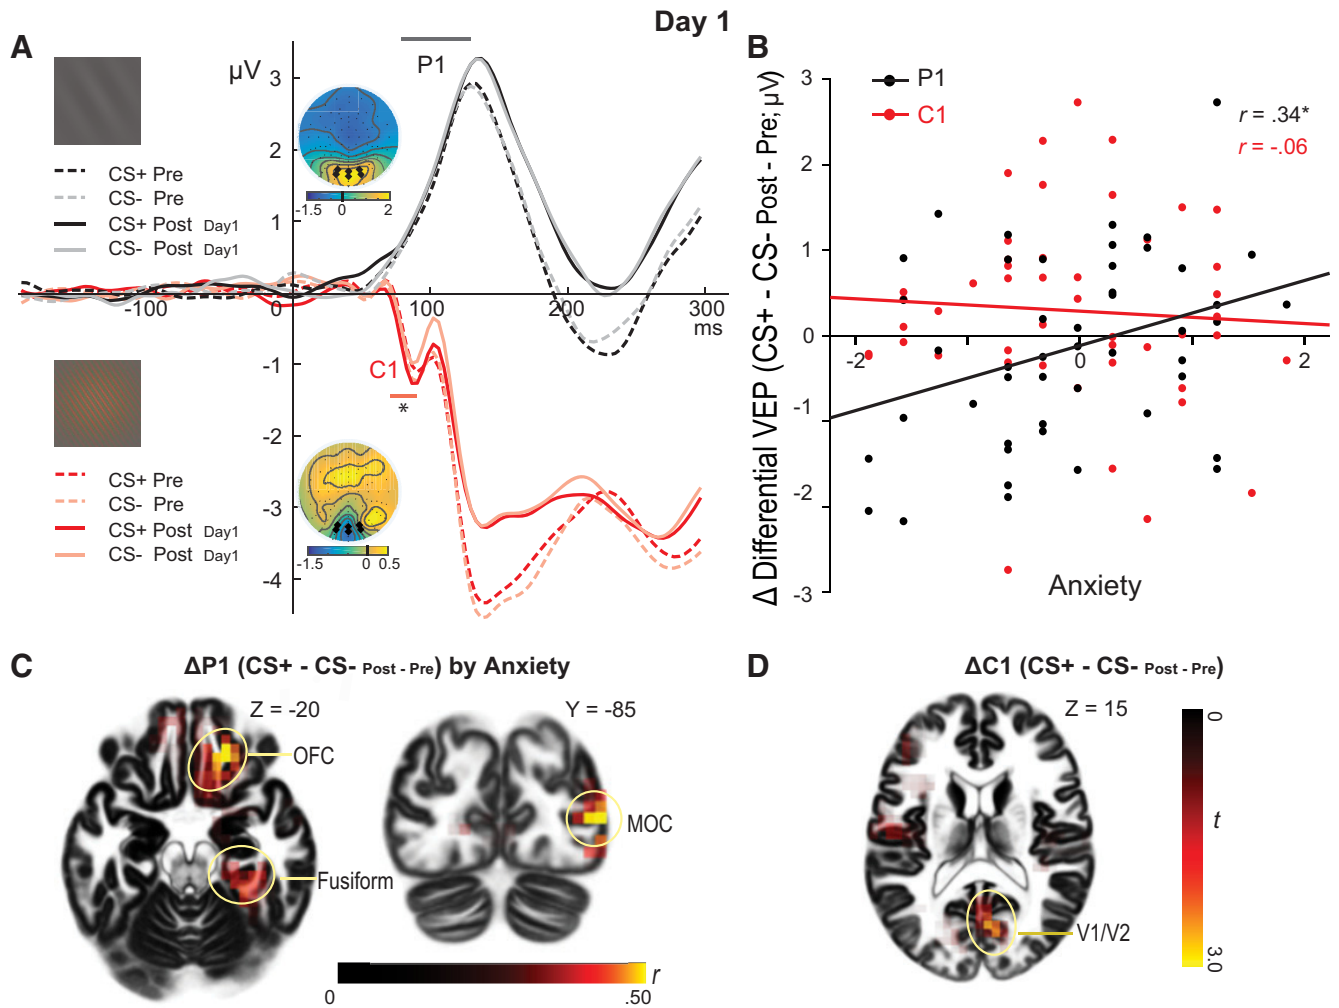 Day 1
A
µV
P1
3
2
1
0
-1
-2
-3
-4
-100
100
200
300
ms
CS+ Pre
CS- Pre
CS+ Post Day1
CS- Post Day1
-1.5 0 2
C1
*
CS+ Pre
CS- Pre
CS+ Post Day1
CS- Post Day1
-1.5 0 0.5
B
Δ Differential VEP (CS+ - CS- Post - Pre; µV)
P1
C1
r = .34*
r = -.06
3
2
1
0
-1
-2
-3
-2 0 2
Anxiety
C
ΔP1 (CS+ - CS- Post - Pre) by Anxiety
Z = -20
Y = -85
OFC
Fusiform
MOC
0 .50
r
D
ΔC1 (CS+ - CS- Post - Pre)
Z = 15
V1/V2
0
t
3.0